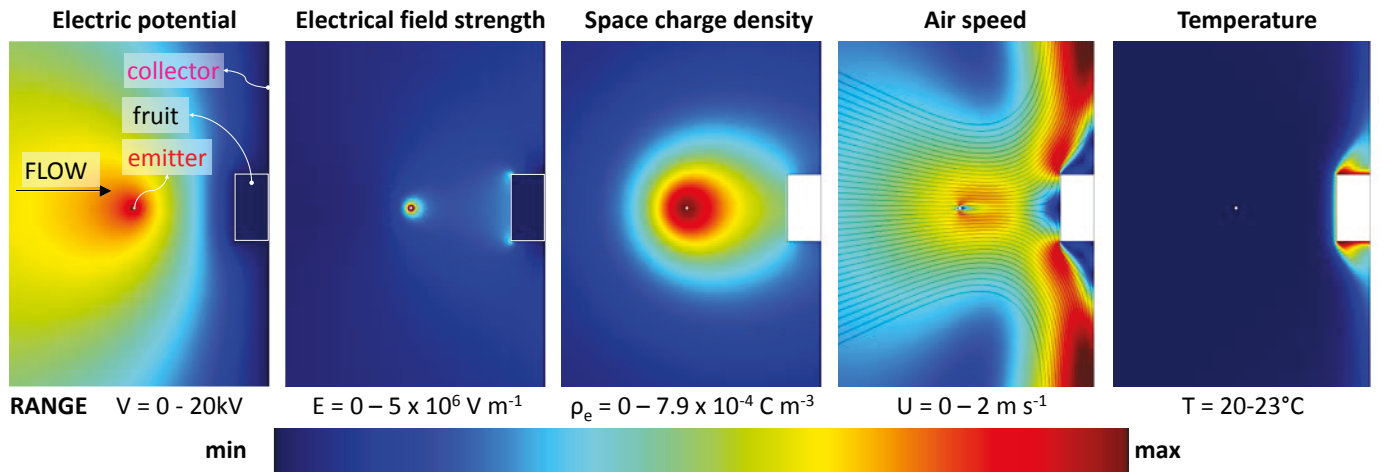 Electric potential
Electrical field strength
Space charge density
Air speed
Temperature
collector
fruit
emitter
FLOW
RANGE V = 0 - 20kV
E = 0 – 5 x 10⁶ V m⁻¹
ρₑ = 0 – 7.9 x 10⁻⁴ C m⁻³
U = 0 – 2 m s⁻¹
T = 20-23°C
min
max